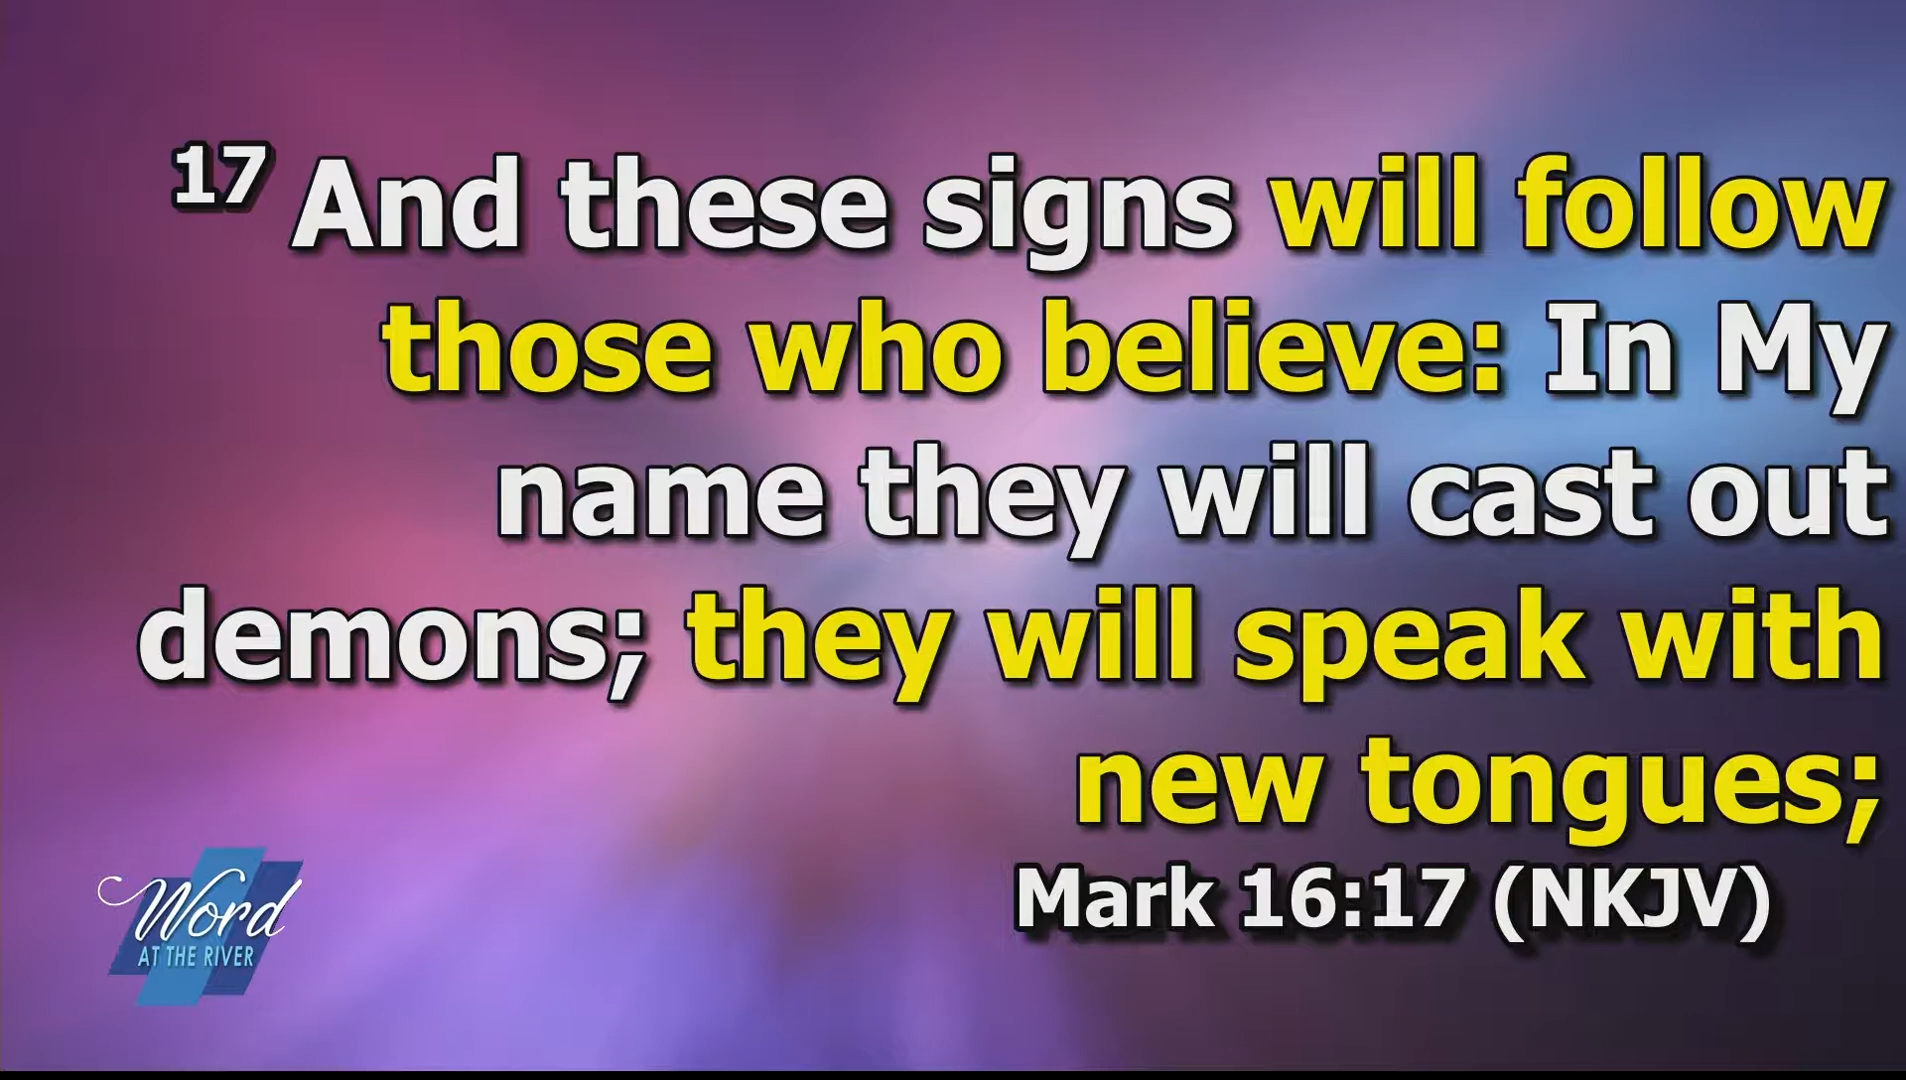 17 And these signs will follow
those who believe: In My
name they will cast out
demons; they will speak with
new tongues;
Mark 16:17 (NKJV)
Word
AT THE RIVER